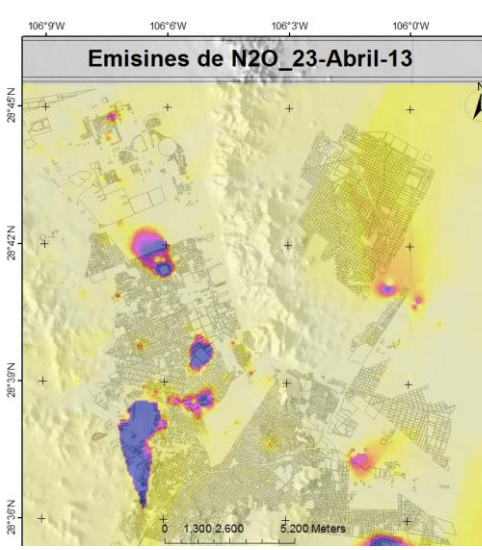 106°9'W 106°6'W 106°3'W 106°0'W
Emisines de N2O_23-Abril-13
N
28°45'N
28°42'N
28°39'N
28°36'N
0 1,300 2,600 5,200 Meters